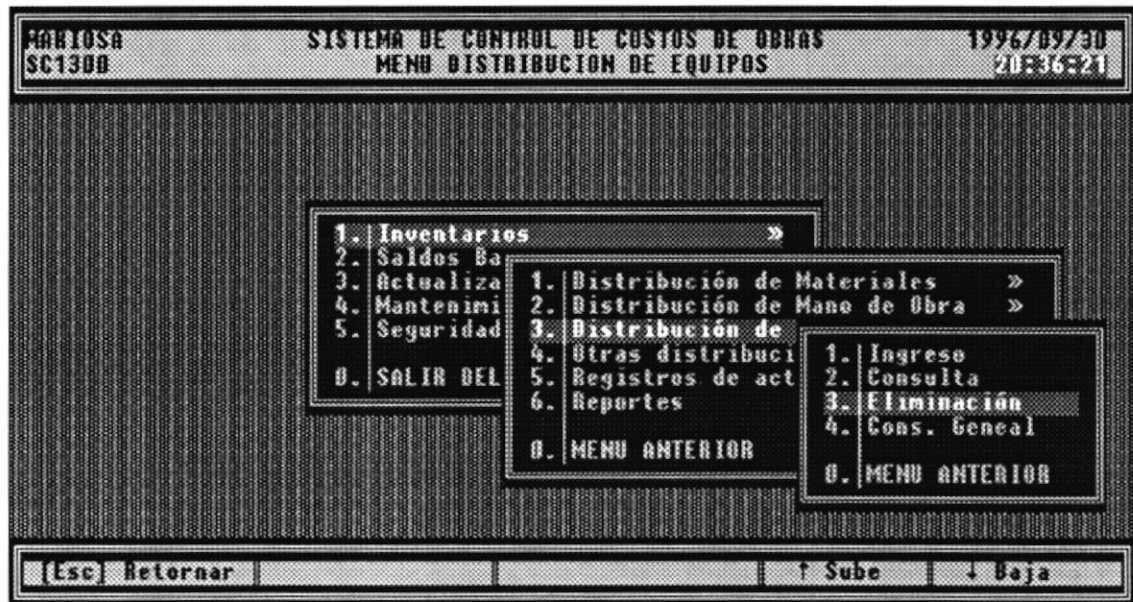 MARIOSA SISTEMA DE CONTROL DE COSTOS DE OBRAS 1996/09/30
SC1300 MENU DISTRIBUCION DE EQUIPOS 20:36:21
1. Inventarios »
2. Saldos Ba
3. Actualiza
4. Mantenimi
5. Seguridad
0. SALIR DEL
1. Distribución de Materiales »
2. Distribución de Mano de Obra »
3. Distribución de
4. Otras distribuci
5. Registros de act
6. Reportes
0. MENU ANTERIOR
1. Ingreso
2. Consulta
3. Eliminación
4. Cons. Geneal
0. MENU ANTERIOR
[Esc] Retornar ↑ Sube ↓ Baja